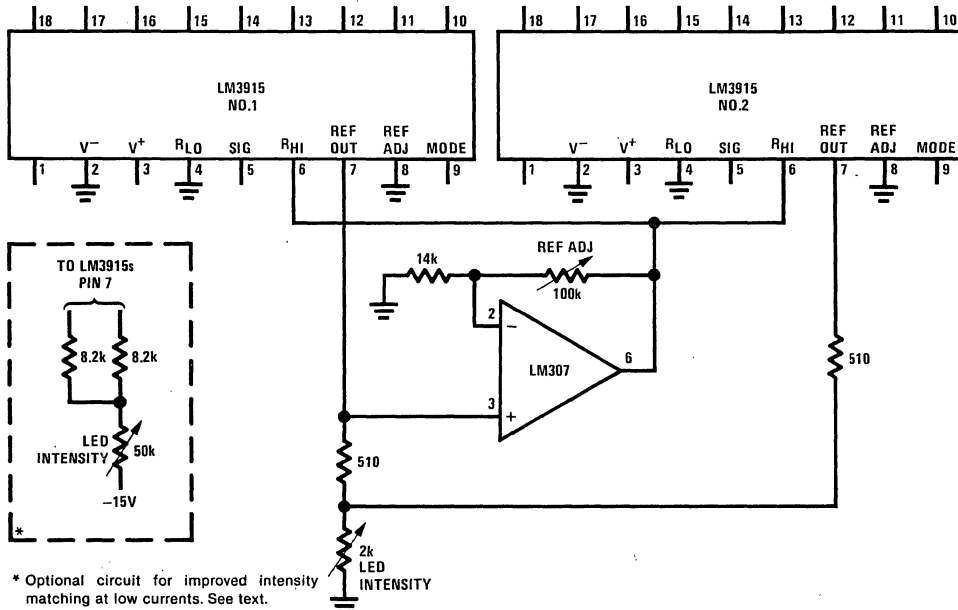 18 17 16 15 14 13 12 11 10
18 17 16 15 14 13 12 11 10
LM3915
NO.1
LM3915
NO.2
V⁻ V⁺ RLO SIG RHI REF OUT REF ADJ MODE
1 2 3 4 5 6 7 8 9
V⁻ V⁺ RLO SIG RHI REF OUT REF ADJ MODE
1 2 3 4 5 6 7 8 9
TO LM3915s
PIN 7
8.2k 8.2k
LED
INTENSITY
50k
–15V
*
14k
REF ADJ
100k
2
−
LM307
6
3
+
510
510
2k
LED
INTENSITY
* Optional circuit for improved intensity
matching at low currents. See text.